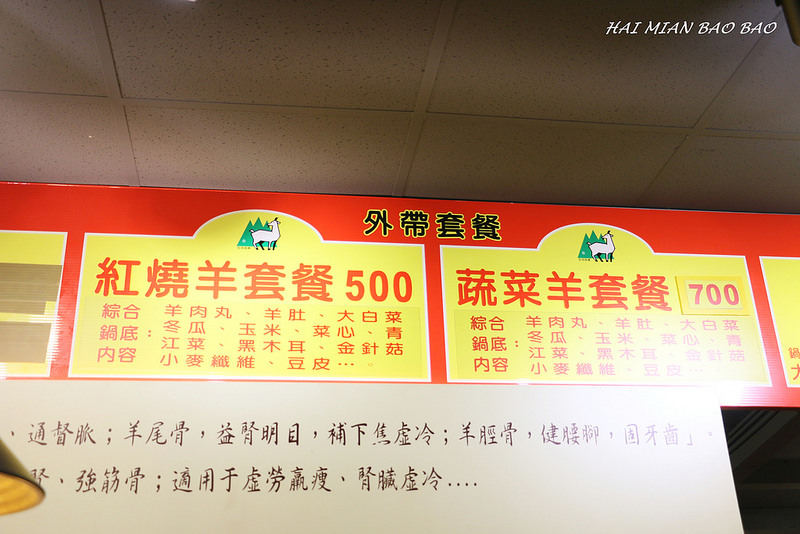 HAI MIAN BAO BAO
外帶套餐
紅燒羊套餐 500
綜合鍋底內容:
羊肉丸、羊肚、大白菜
冬瓜、玉米、菜心、青
江菜、黑木耳、金針菇
小麥纖維、豆皮…。
蔬菜羊套餐 700
綜合鍋底內容:
羊肉丸、羊肚、大白菜
冬瓜、玉米、菜心、青
江菜、黑木耳、金針菇
小麥纖維、豆皮…。
、通督脈;羊尾骨,益腎明目,補下焦虛冷;羊脛骨,健腰腳,固牙齒」。
腎、強筋骨;適用于虛勞羸瘦、腎臟虛冷....